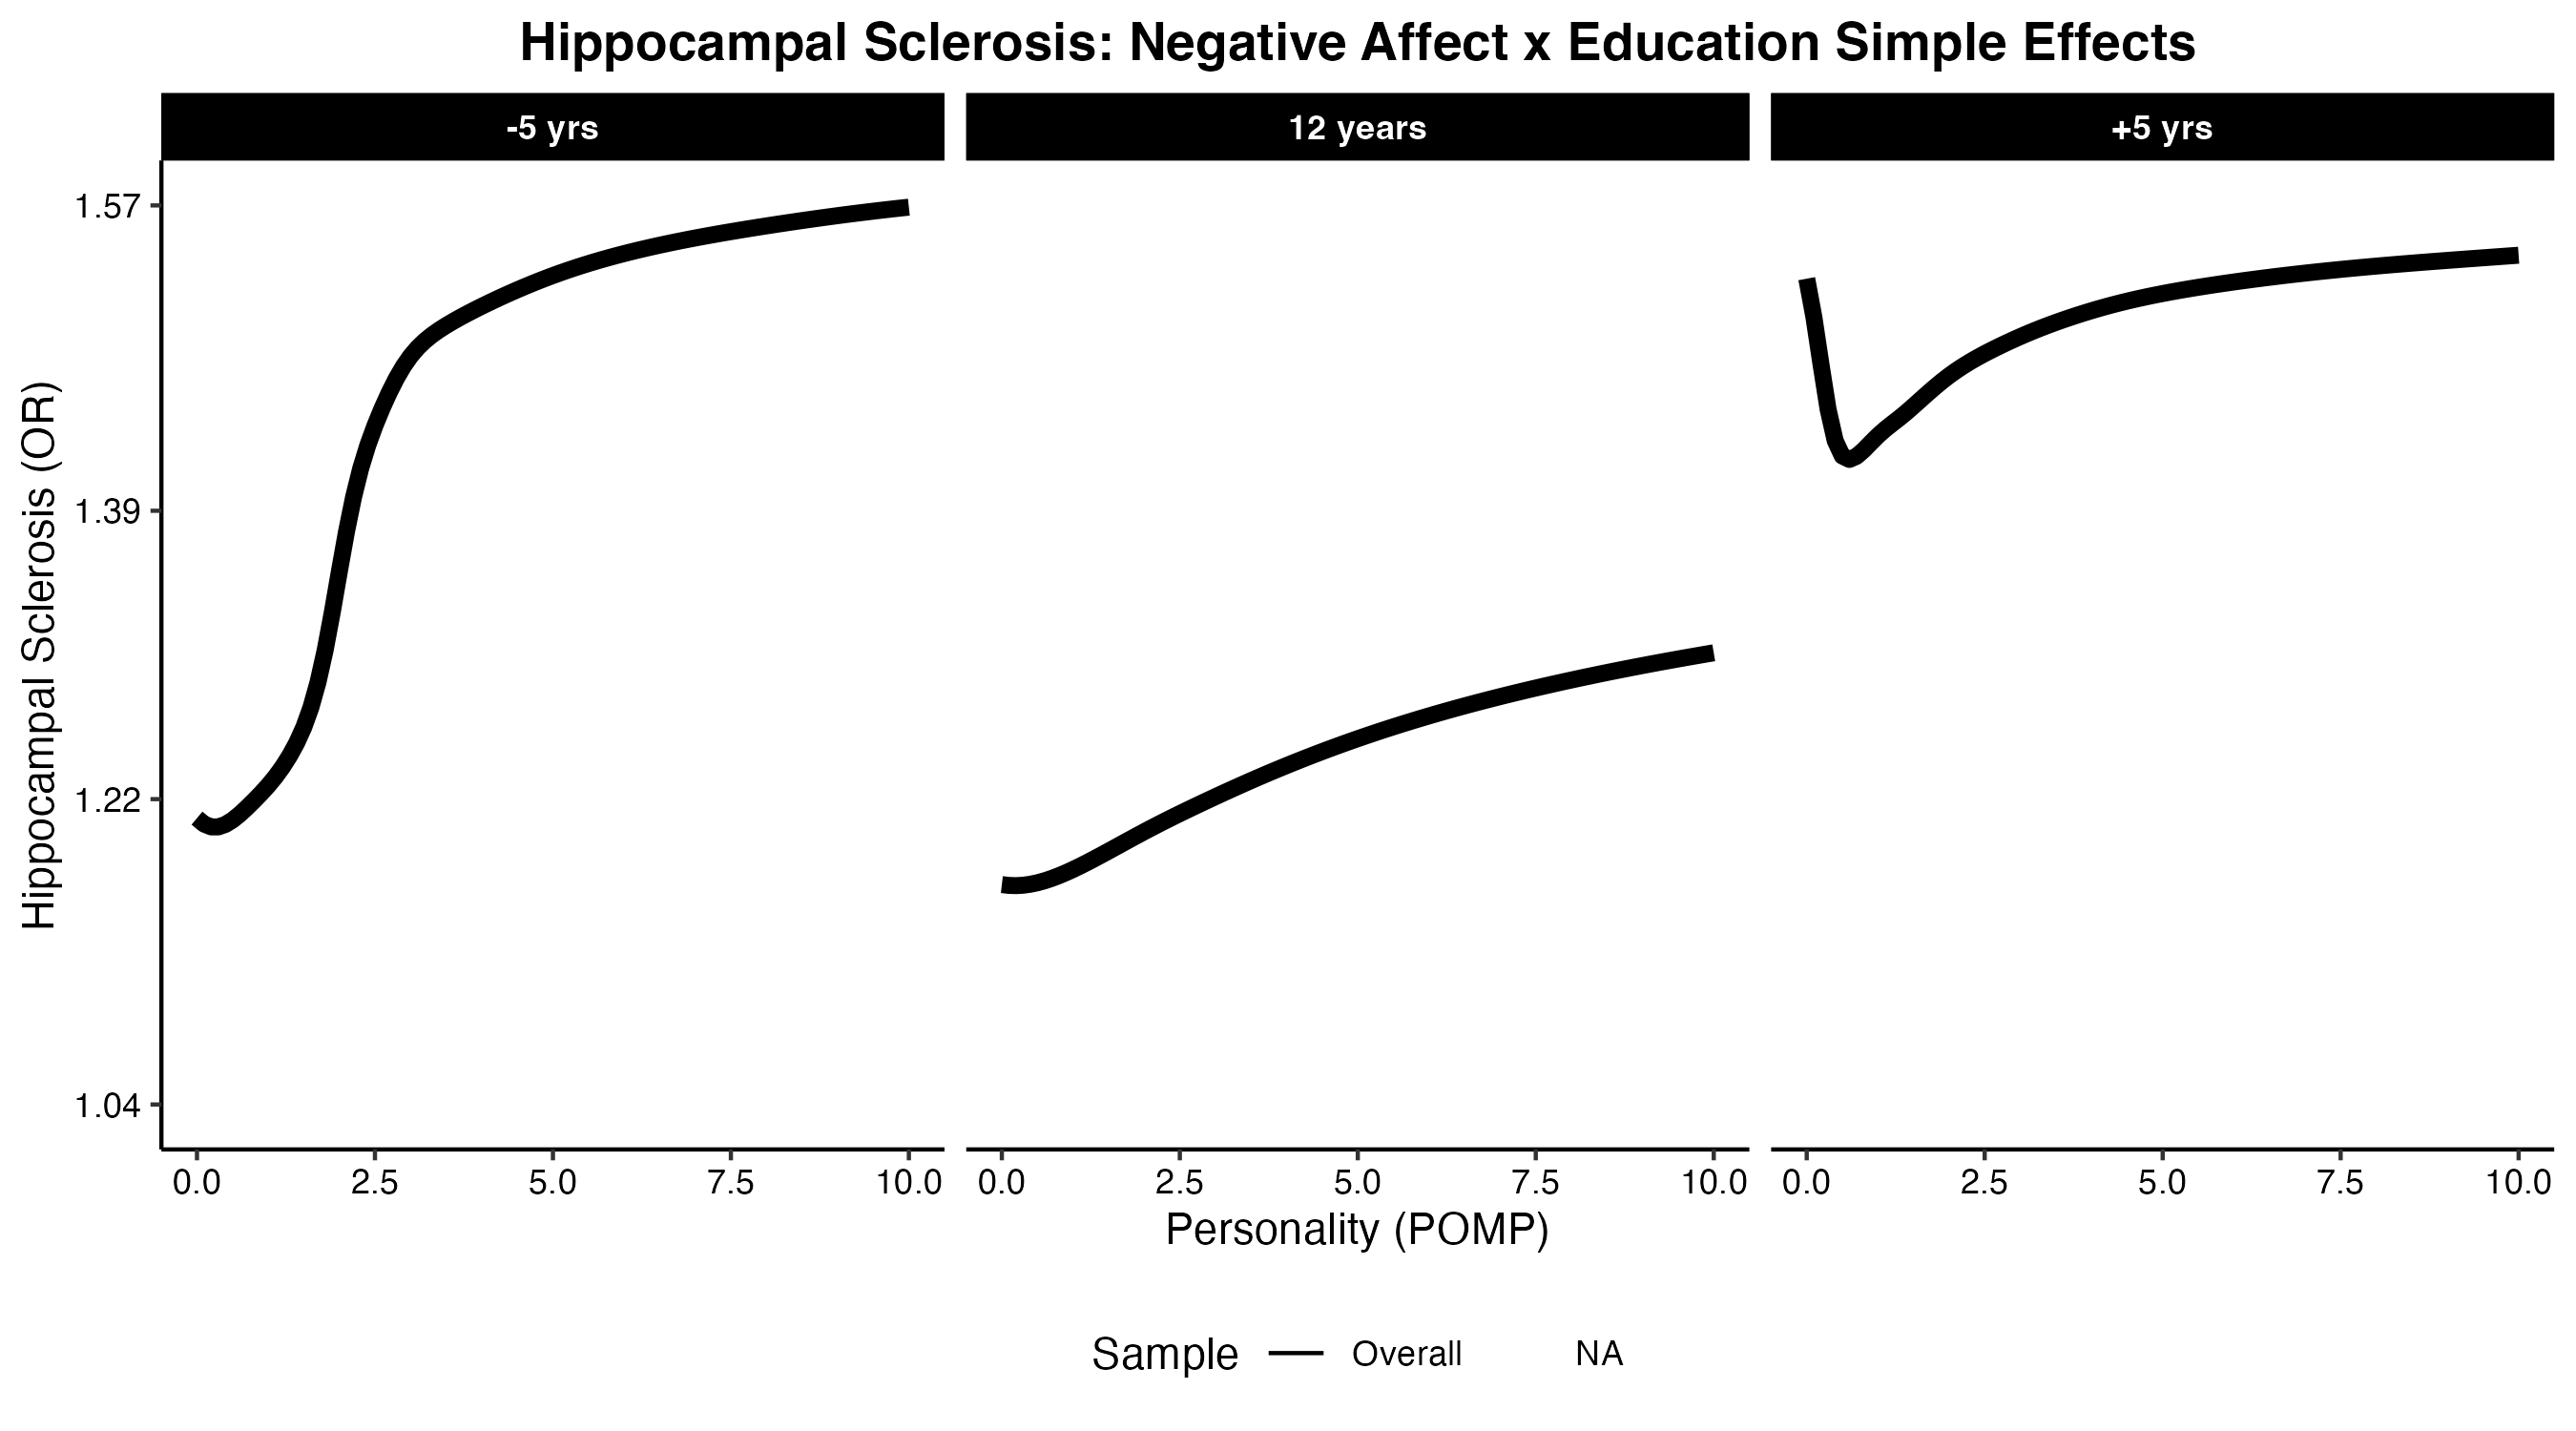 Hippocampal Sclerosis: Negative Affect x Education Simple Effects
-5 yrs
12 years
+5 yrs
Hippocampal Sclerosis (OR)
1.57
1.39
1.22
1.04
0.0 2.5 5.0 7.5 10.0
0.0 2.5 5.0 7.5 10.0
0.0 2.5 5.0 7.5 10.0
Personality (POMP)
Sample Overall NA